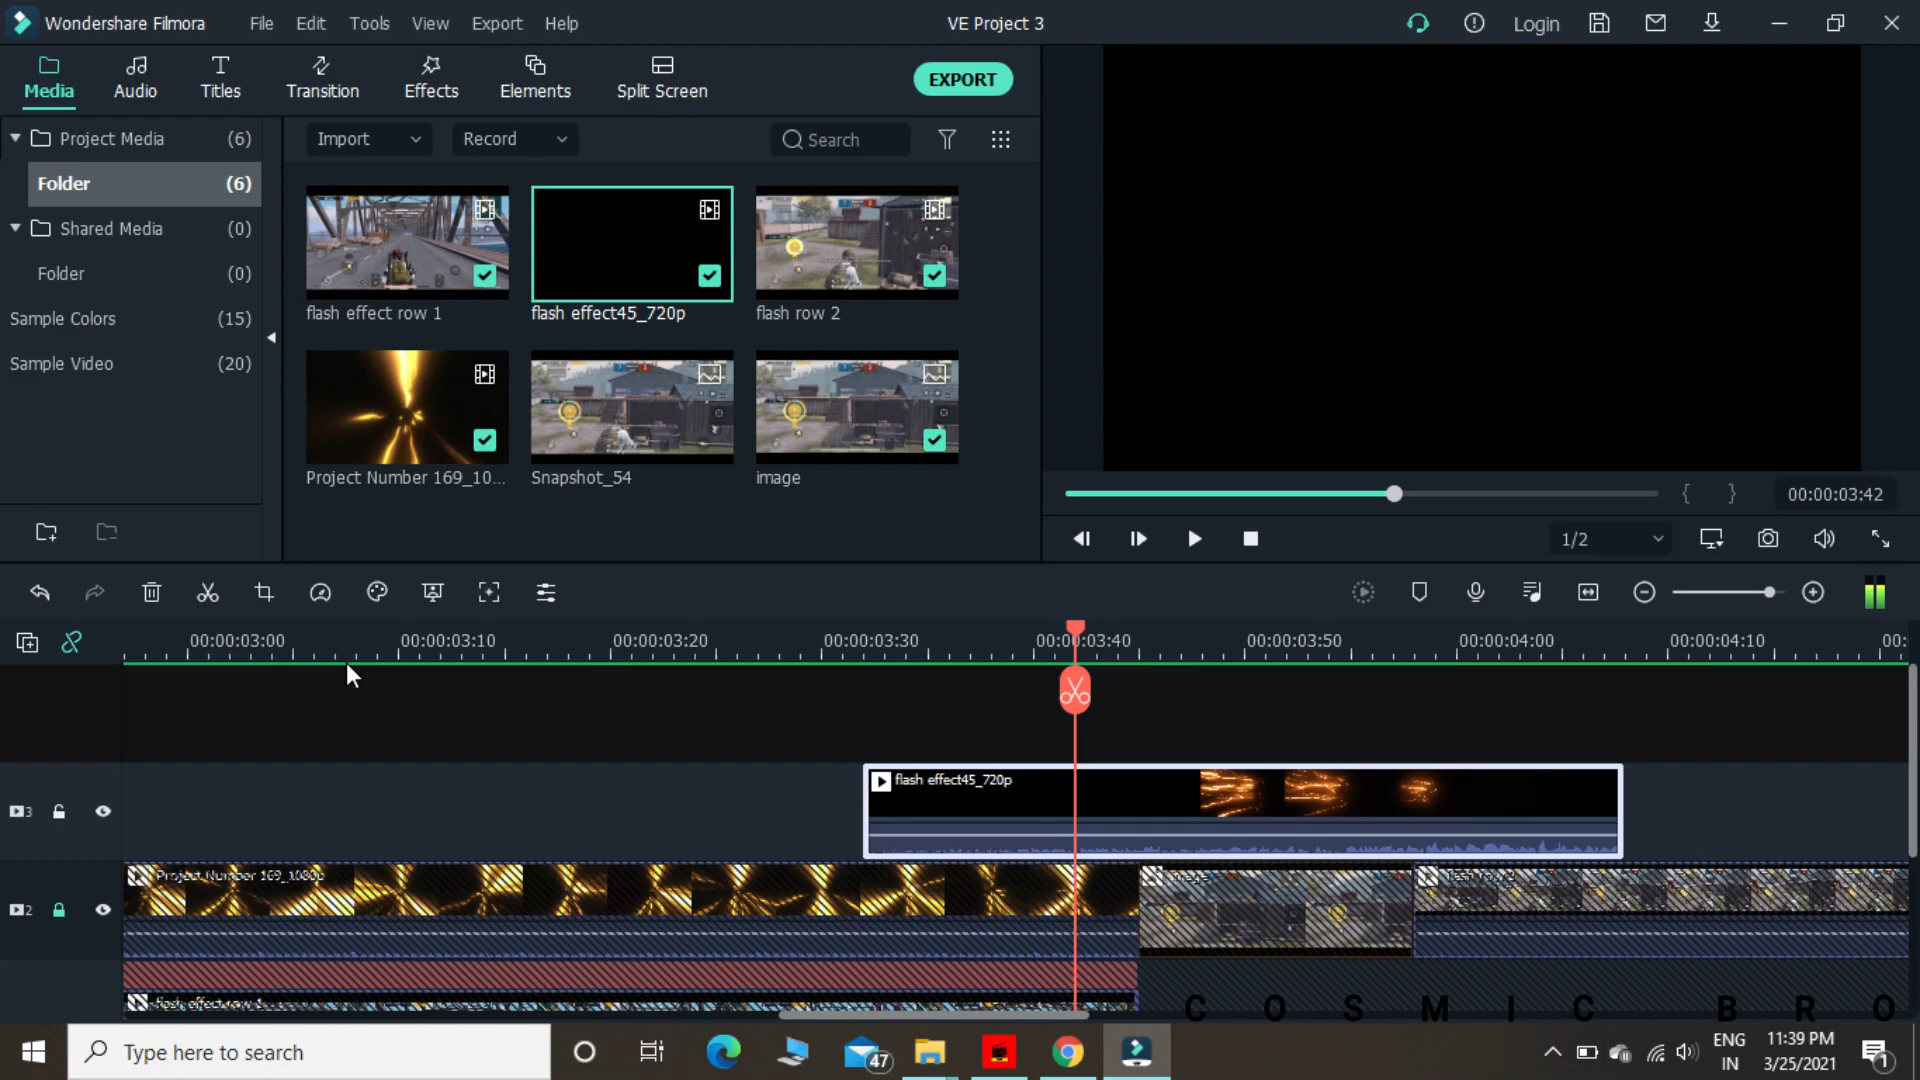 Wondershare Filmora File Edit Tools View Export Help VE Project 3 Login
Media Audio Titles Transition Effects Elements Split Screen EXPORT
Project Media (6)
Folder (6)
Shared Media (0)
Folder (0)
Sample Colors (15)
Sample Video (20)
Import Record Search
flash effect row 1 flash effect45_720p flash row 2
Project Number 169_10... Snapshot_54 image
00:00:03:42
1/2
00:00:03:00 00:00:03:10 00:00:03:20 00:00:03:30 00:00:03:40 00:00:03:50 00:00:04:00 00:00:04:10 00:
flash effect45_720p
3
Project Number 169_1080p image flash row 2
2
flash effect row 1
C O S M I C B R O
Type here to search
47
ENG
IN
11:39 PM
3/25/2021
1